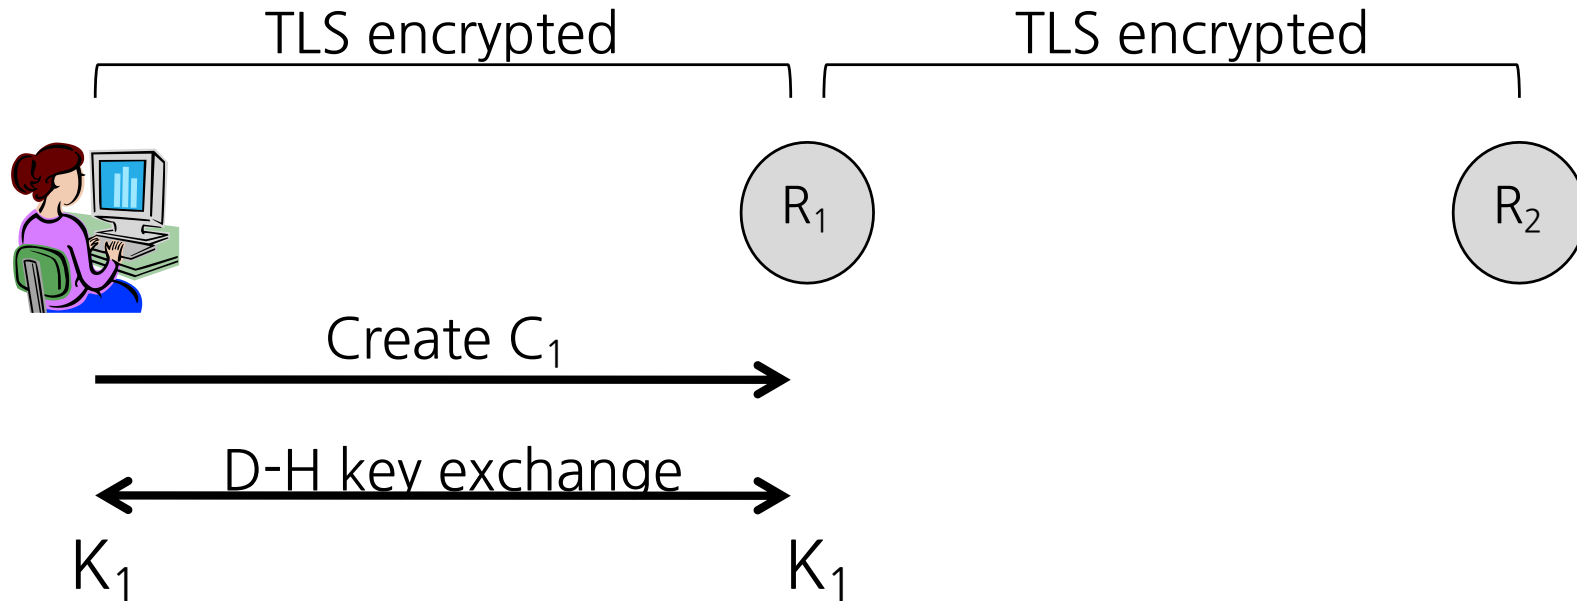 TLS encrypted
TLS encrypted
R₁
R₂
Create C₁
D-H key exchange
K₁
K₁